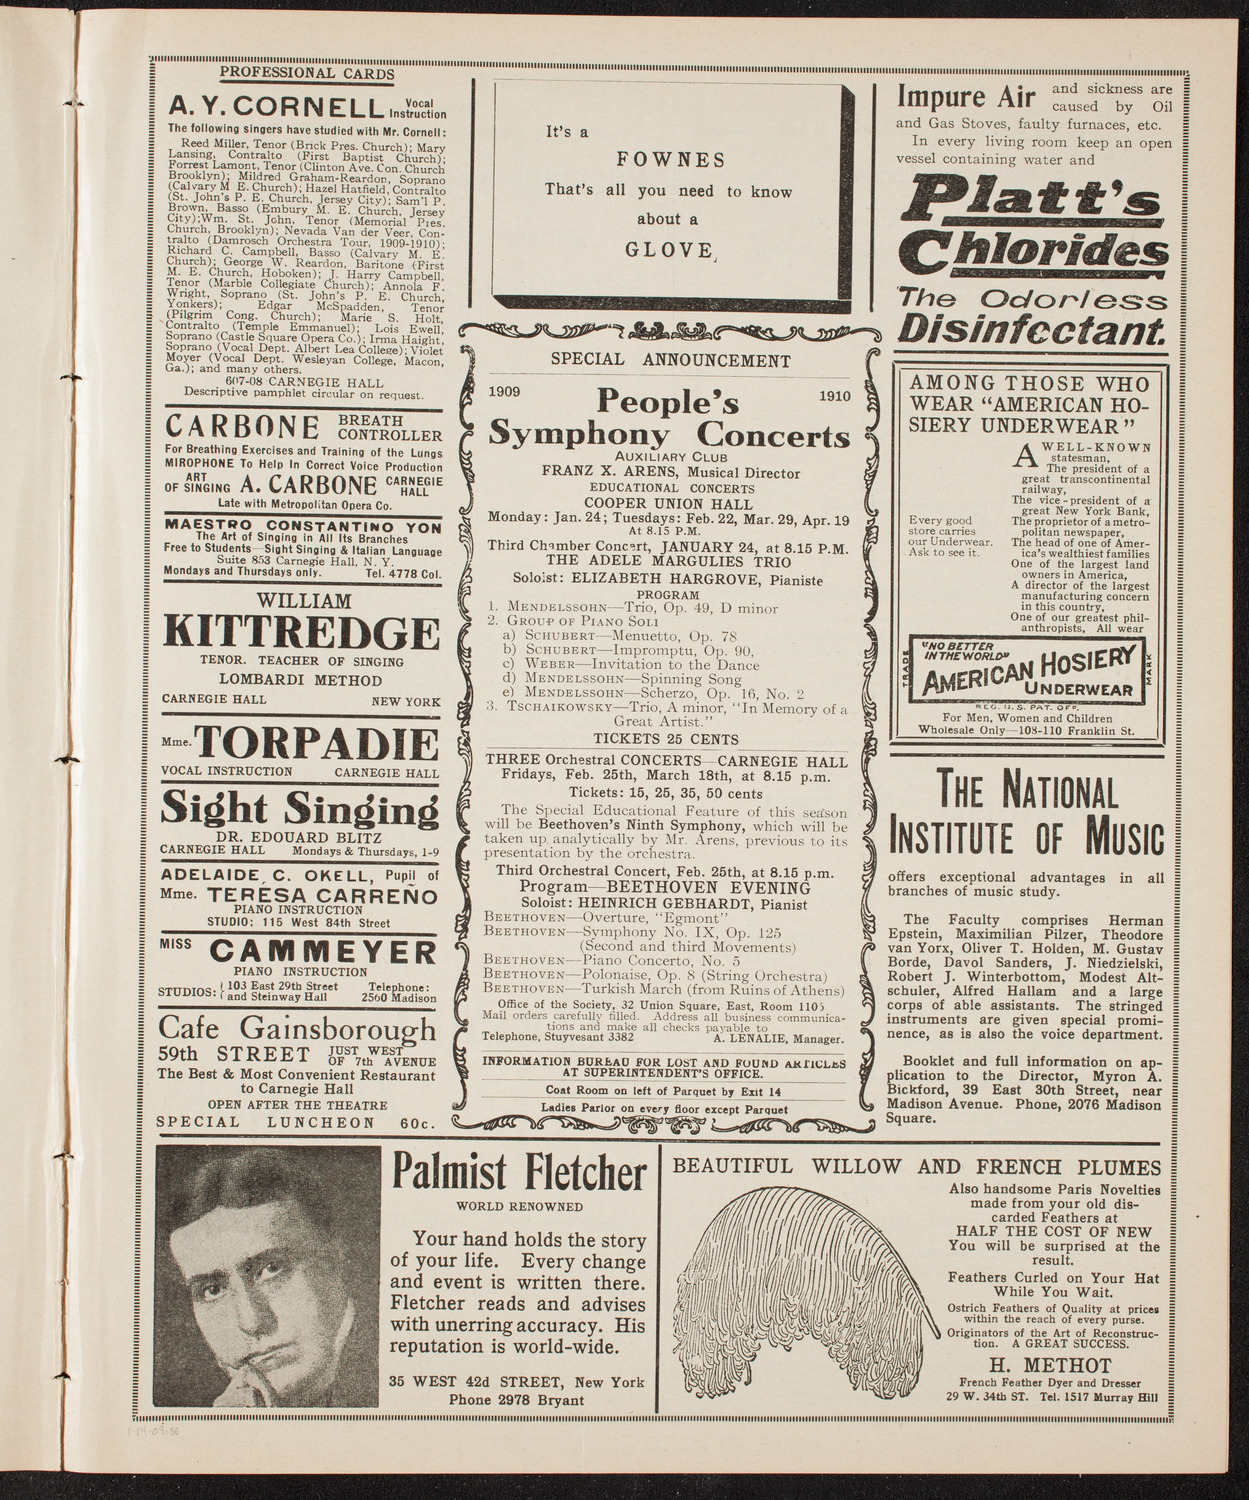 PROFESSIONAL CARDS
A. Y. CORNELL Vocal Instruction
The following singers have studied with Mr. Cornell:
Reed Miller, Tenor (Brick Pres. Church); Mary
Lansing, Contralto (First Baptist Church);
Forrest Lamont, Tenor (Clinton Ave. Con. Church
Brooklyn); Mildred Graham-Reardon, Soprano
(Calvary M E. Church); Hazel Hatfield, Contralto
(St. John's P. E. Church, Jersey City); Sam'l P.
Brown, Basso (Embury M. E. Church, Jersey
City);Wm. St. John, Tenor (Memorial Pres.
Church, Brooklyn); Nevada Van der Veer, Con-
tralto (Damrosch Orchestra Tour, 1909-1910);
Richard C. Campbell, Basso (Calvary M. E.
Church); George W. Reardon, Baritone (First
M. E. Church, Hoboken); J. Harry Campbell,
Tenor (Marble Collegiate Church); Annola F.
Wright, Soprano (St. John's P. E. Church,
Yonkers); Edgar McSpadden, Tenor
(Pilgrim Cong. Church); Marie S. Holt,
Contralto (Temple Emmanuel); Lois Ewell,
Soprano (Castle Square Opera Co.); Irma Haight,
Soprano (Vocal Dept. Albert Lea College); Violet
Moyer (Vocal Dept. Wesleyan College, Macon,
Ga.); and many others.
607-08 CARNEGIE HALL
Descriptive pamphlet circular on request.
CARBONE BREATH CONTROLLER
For Breathing Exercises and Training of the Lungs
MIROPHONE To Help In Correct Voice Production
ART OF SINGING A. CARBONE CARNEGIE HALL
Late with Metropolitan Opera Co.
MAESTRO CONSTANTINO YON
The Art of Singing in All Its Branches
Free to Students—Sight Singing & Italian Language
Suite 853 Carnegie Hall, N. Y.
Mondays and Thursdays only. Tel. 4778 Col.
WILLIAM
KITTREDGE
TENOR. TEACHER OF SINGING
LOMBARDI METHOD
CARNEGIE HALL NEW YORK
Mme. TORPADIE
VOCAL INSTRUCTION CARNEGIE HALL
Sight Singing
DR. EDOUARD BLITZ
CARNEGIE HALL Mondays & Thursdays, 1-9
ADELAIDE C. OKELL, Pupil of
Mme. TERESA CARREÑO
PIANO INSTRUCTION
STUDIO: 115 West 84th Street
MISS CAMMEYER
PIANO INSTRUCTION
STUDIOS: { 103 East 29th Street and Steinway Hall Telephone: 2560 Madison
Cafe Gainsborough
59th STREET JUST WEST OF 7th AVENUE
The Best & Most Convenient Restaurant
to Carnegie Hall
OPEN AFTER THE THEATRE
SPECIAL LUNCHEON 60c.
It's a
FOWNES
That's all you need to know
about a
GLOVE
SPECIAL ANNOUNCEMENT
1909 People's 1910
Symphony Concerts
AUXILIARY CLUB
FRANZ X. ARENS, Musical Director
EDUCATIONAL CONCERTS
COOPER UNION HALL
Monday: Jan. 24; Tuesdays: Feb. 22, Mar. 29, Apr. 19
At 8.15 P.M.
Third Chamber Concert, JANUARY 24, at 8.15 P.M.
THE ADELE MARGULIES TRIO
Soloist: ELIZABETH HARGROVE, Pianiste
PROGRAM
1. MENDELSSOHN—Trio, Op. 49, D minor
2. GROUP OF PIANO SOLI
a) SCHUBERT—Menuetto, Op. 78
b) SCHUBERT—Impromptu, Op. 90,
c) WEBER—Invitation to the Dance
d) MENDELSSOHN—Spinning Song
e) MENDELSSOHN—Scherzo, Op. 16, No. 2
3. TSCHAIKOWSKY—Trio, A minor, "In Memory of a
Great Artist."
TICKETS 25 CENTS
THREE Orchestral CONCERTS—CARNEGIE HALL
Fridays, Feb. 25th, March 18th, at 8.15 p.m.
Tickets: 15, 25, 35, 50 cents
The Special Educational Feature of this season
will be Beethoven's Ninth Symphony, which will be
taken up analytically by Mr. Arens, previous to its
presentation by the orchestra.
Third Orchestral Concert, Feb. 25th, at 8.15 p.m.
Program—BEETHOVEN EVENING
Soloist: HEINRICH GEBHARDT, Pianist
BEETHOVEN—Overture, "Egmont"
BEETHOVEN—Symphony No. IX, Op. 125
(Second and third Movements)
BEETHOVEN—Piano Concerto, No. 5
BEETHOVEN—Polonaise, Op. 8 (String Orchestra)
BEETHOVEN—Turkish March (from Ruins of Athens)
Office of the Society, 32 Union Square, East, Room 1105
Mail orders carefully filled. Address all business communica-
tions and make all checks payable to
Telephone, Stuyvesant 3382 A. LENALIE, Manager.
INFORMATION BUREAU FOR LOST AND FOUND ARTICLES
AT SUPERINTENDENT'S OFFICE.
Coat Room on left of Parquet by Exit 14
Ladies Parlor on every floor except Parquet
Impure Air and sickness are
caused by Oil
and Gas Stoves, faulty furnaces, etc.
In every living room keep an open
vessel containing water and
Platt's
Chlorides
The Odorless
Disinfectant.
AMONG THOSE WHO
WEAR "AMERICAN HO-
SIERY UNDERWEAR"
Every good
store carries
our Underwear.
Ask to see it.
A WELL-KNOWN
statesman,
The president of a
great transcontinental
railway,
The vice-president of a
great New York Bank,
The proprietor of a metro-
politan newspaper,
The head of one of Amer-
ica's wealthiest families
One of the largest land
owners in America,
A director of the largest
manufacturing concern
in this country,
One of our greatest phil-
anthropists, All wear
TRADE MARK
"NO BETTER
IN THE WORLD"
AMERICAN HOSIERY
UNDERWEAR
REG. U. S. PAT. OFF.
For Men, Women and Children
Wholesale Only—108-110 Franklin St.
THE NATIONAL
INSTITUTE OF MUSIC
offers exceptional advantages in all
branches of music study.
The Faculty comprises Herman
Epstein, Maximilian Pilzer, Theodore
van Yorx, Oliver T. Holden, M. Gustav
Borde, Davol Sanders, J. Niedzielski,
Robert J. Winterbottom, Modest Alt-
schuler, Alfred Hallam and a large
corps of able assistants. The stringed
instruments are given special promi-
nence, as is also the voice department.
Booklet and full information on ap-
plication to the Director, Myron A.
Bickford, 39 East 30th Street, near
Madison Avenue. Phone, 2076 Madison
Square.
Palmist Fletcher
WORLD RENOWNED
Your hand holds the story
of your life. Every change
and event is written there.
Fletcher reads and advises
with unerring accuracy. His
reputation is world-wide.
35 WEST 42d STREET, New York
Phone 2978 Bryant
BEAUTIFUL WILLOW AND FRENCH PLUMES
Also handsome Paris Novelties
made from your old dis-
carded Feathers at
HALF THE COST OF NEW
You will be surprised at the
result.
Feathers Curled on Your Hat
While You Wait.
Ostrich Feathers of Quality at prices
within the reach of every purse.
Originators of the Art of Reconstruc-
tion. A GREAT SUCCESS.
H. METHOT
French Feather Dyer and Dresser
29 W. 34th ST. Tel. 1517 Murray Hill